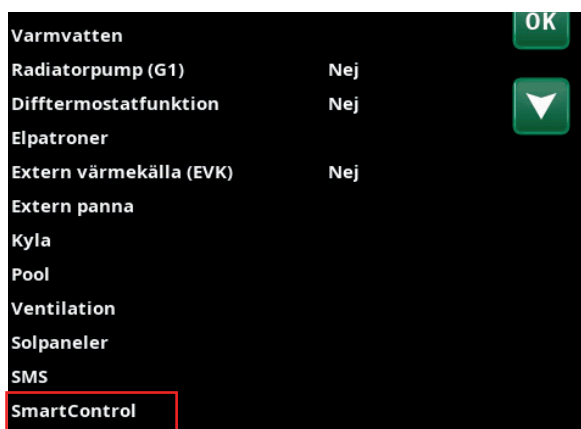 OK
Varmvatten
Radiatorpump (G1) Nej
Difftermostatfunktion Nej
Elpatroner
Extern värmekälla (EVK) Nej
Extern panna
Kyla
Pool
Ventilation
Solpaneler
SMS
SmartControl